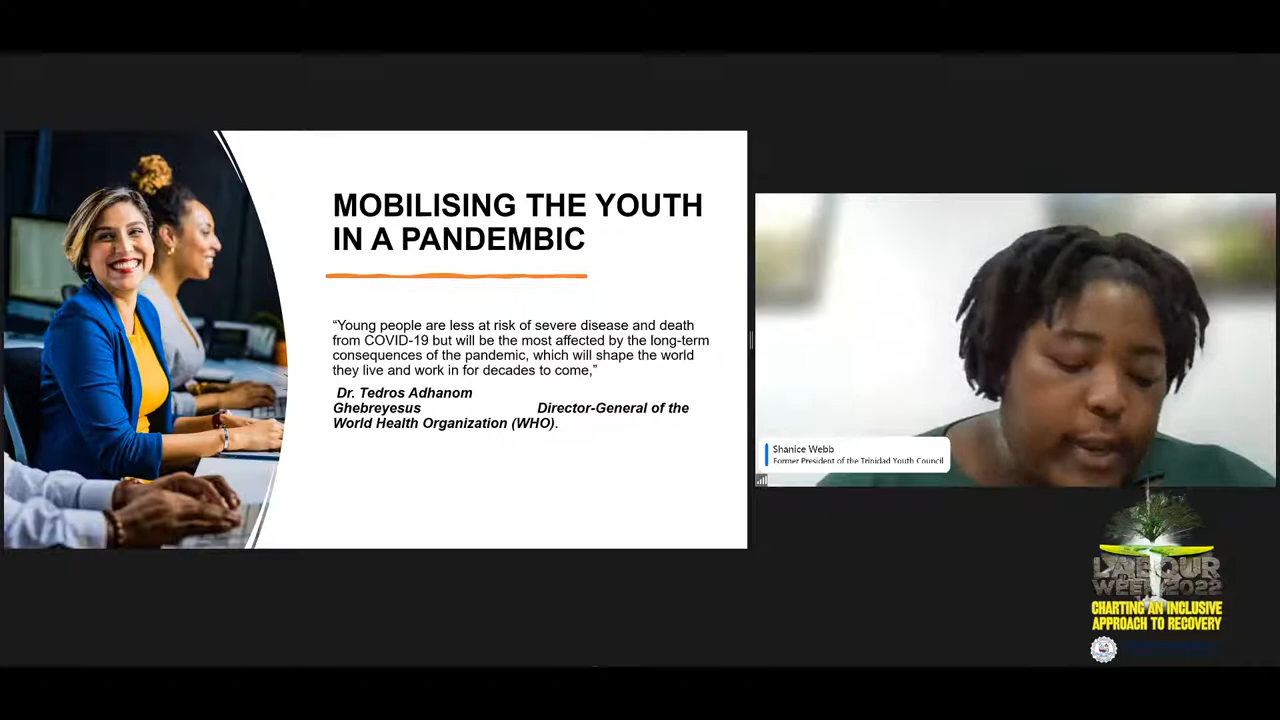 MOBILISING THE YOUTH
IN A PANDEMBIC
“Young people are less at risk of severe disease and death
from COVID-19 but will be the most affected by the long-term
consequences of the pandemic, which will shape the world
they live and work in for decades to come,”
Dr. Tedros Adhanom
Ghebreyesus Director-General of the
World Health Organization (WHO).
Shanice Webb
Former President of the Trinidad Youth Council
LABOUR
WEEK 2022
CHARTING AN INCLUSIVE
APPROACH TO RECOVERY